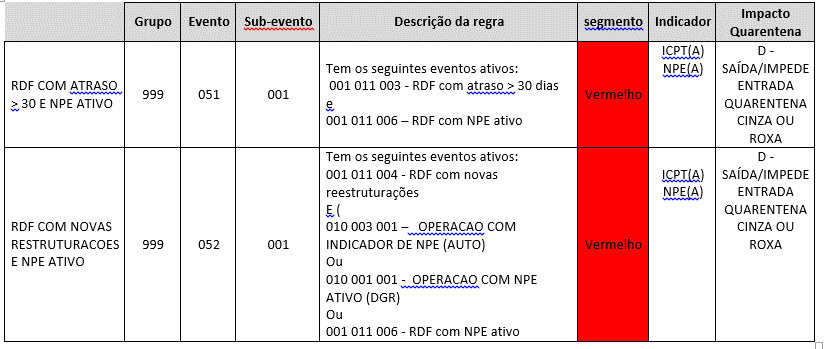 Grupo Evento Sub-evento Descrição da regra segmento Indicador Impacto Quarentena
RDF COM ATRASO
> 30 E NPE ATIVO
999
051
001
Tem os seguintes eventos ativos:
001 011 003 - RDF com atraso > 30 dias
e
001 011 006 – RDF com NPE ativo
Vermelho
ICPT(A)
NPE(A)
D -
SAÍDA/IMPEDE
ENTRADA
QUARENTENA
CINZA OU
ROXA
RDF COM NOVAS
RESTRUTURACOES
E NPE ATIVO
999
052
001
Tem os seguintes eventos ativos:
001 011 004 - RDF com novas
reestruturações
E (
010 003 001 – OPERACAO COM
INDICADOR DE NPE (AUTO)
Ou
010 001 001 - OPERACAO COM NPE
ATIVO (DGR)
Ou
001 011 006 - RDF com NPE ativo
Vermelho
ICPT(A)
NPE(A)
D -
SAÍDA/IMPEDE
ENTRADA
QUARENTENA
CINZA OU
ROXA